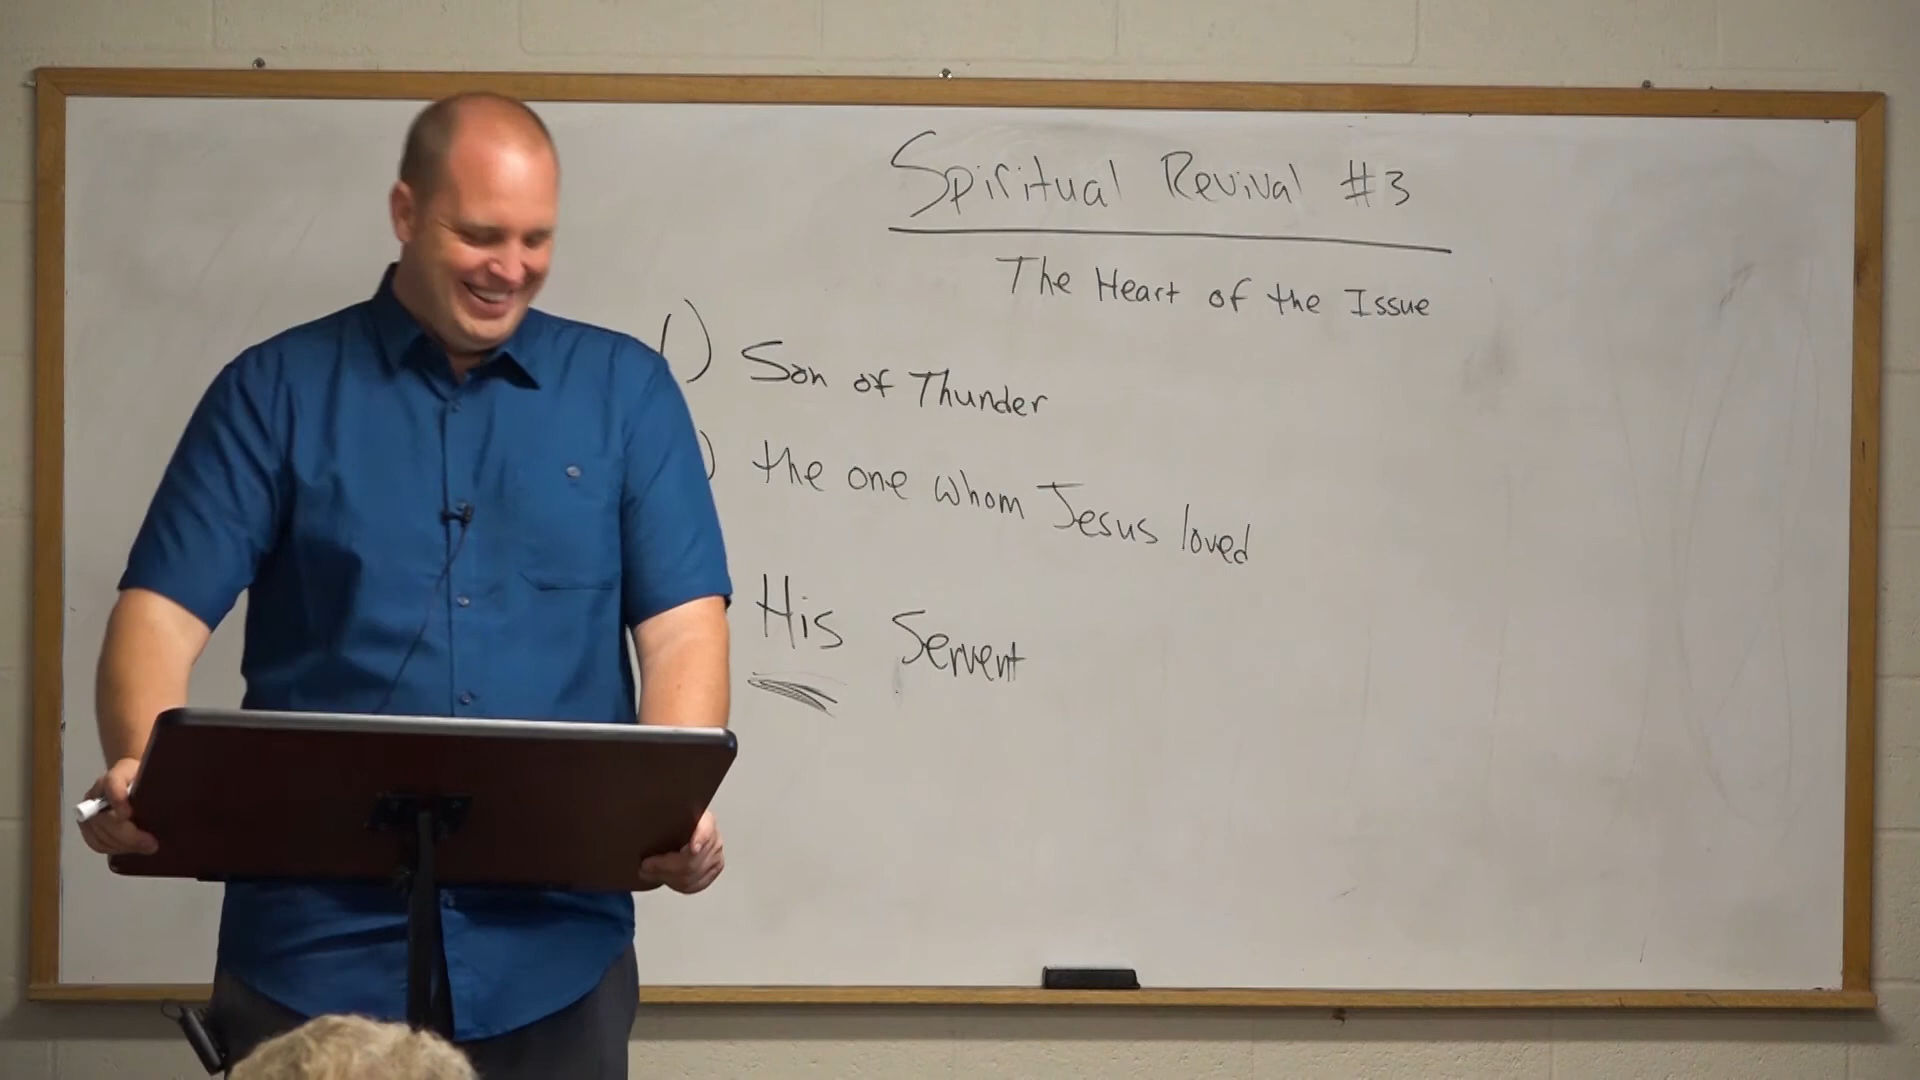 Spiritual Revival #3
The Heart of the Issue
1) Son of Thunder
) the one whom Jesus loved
His Servent